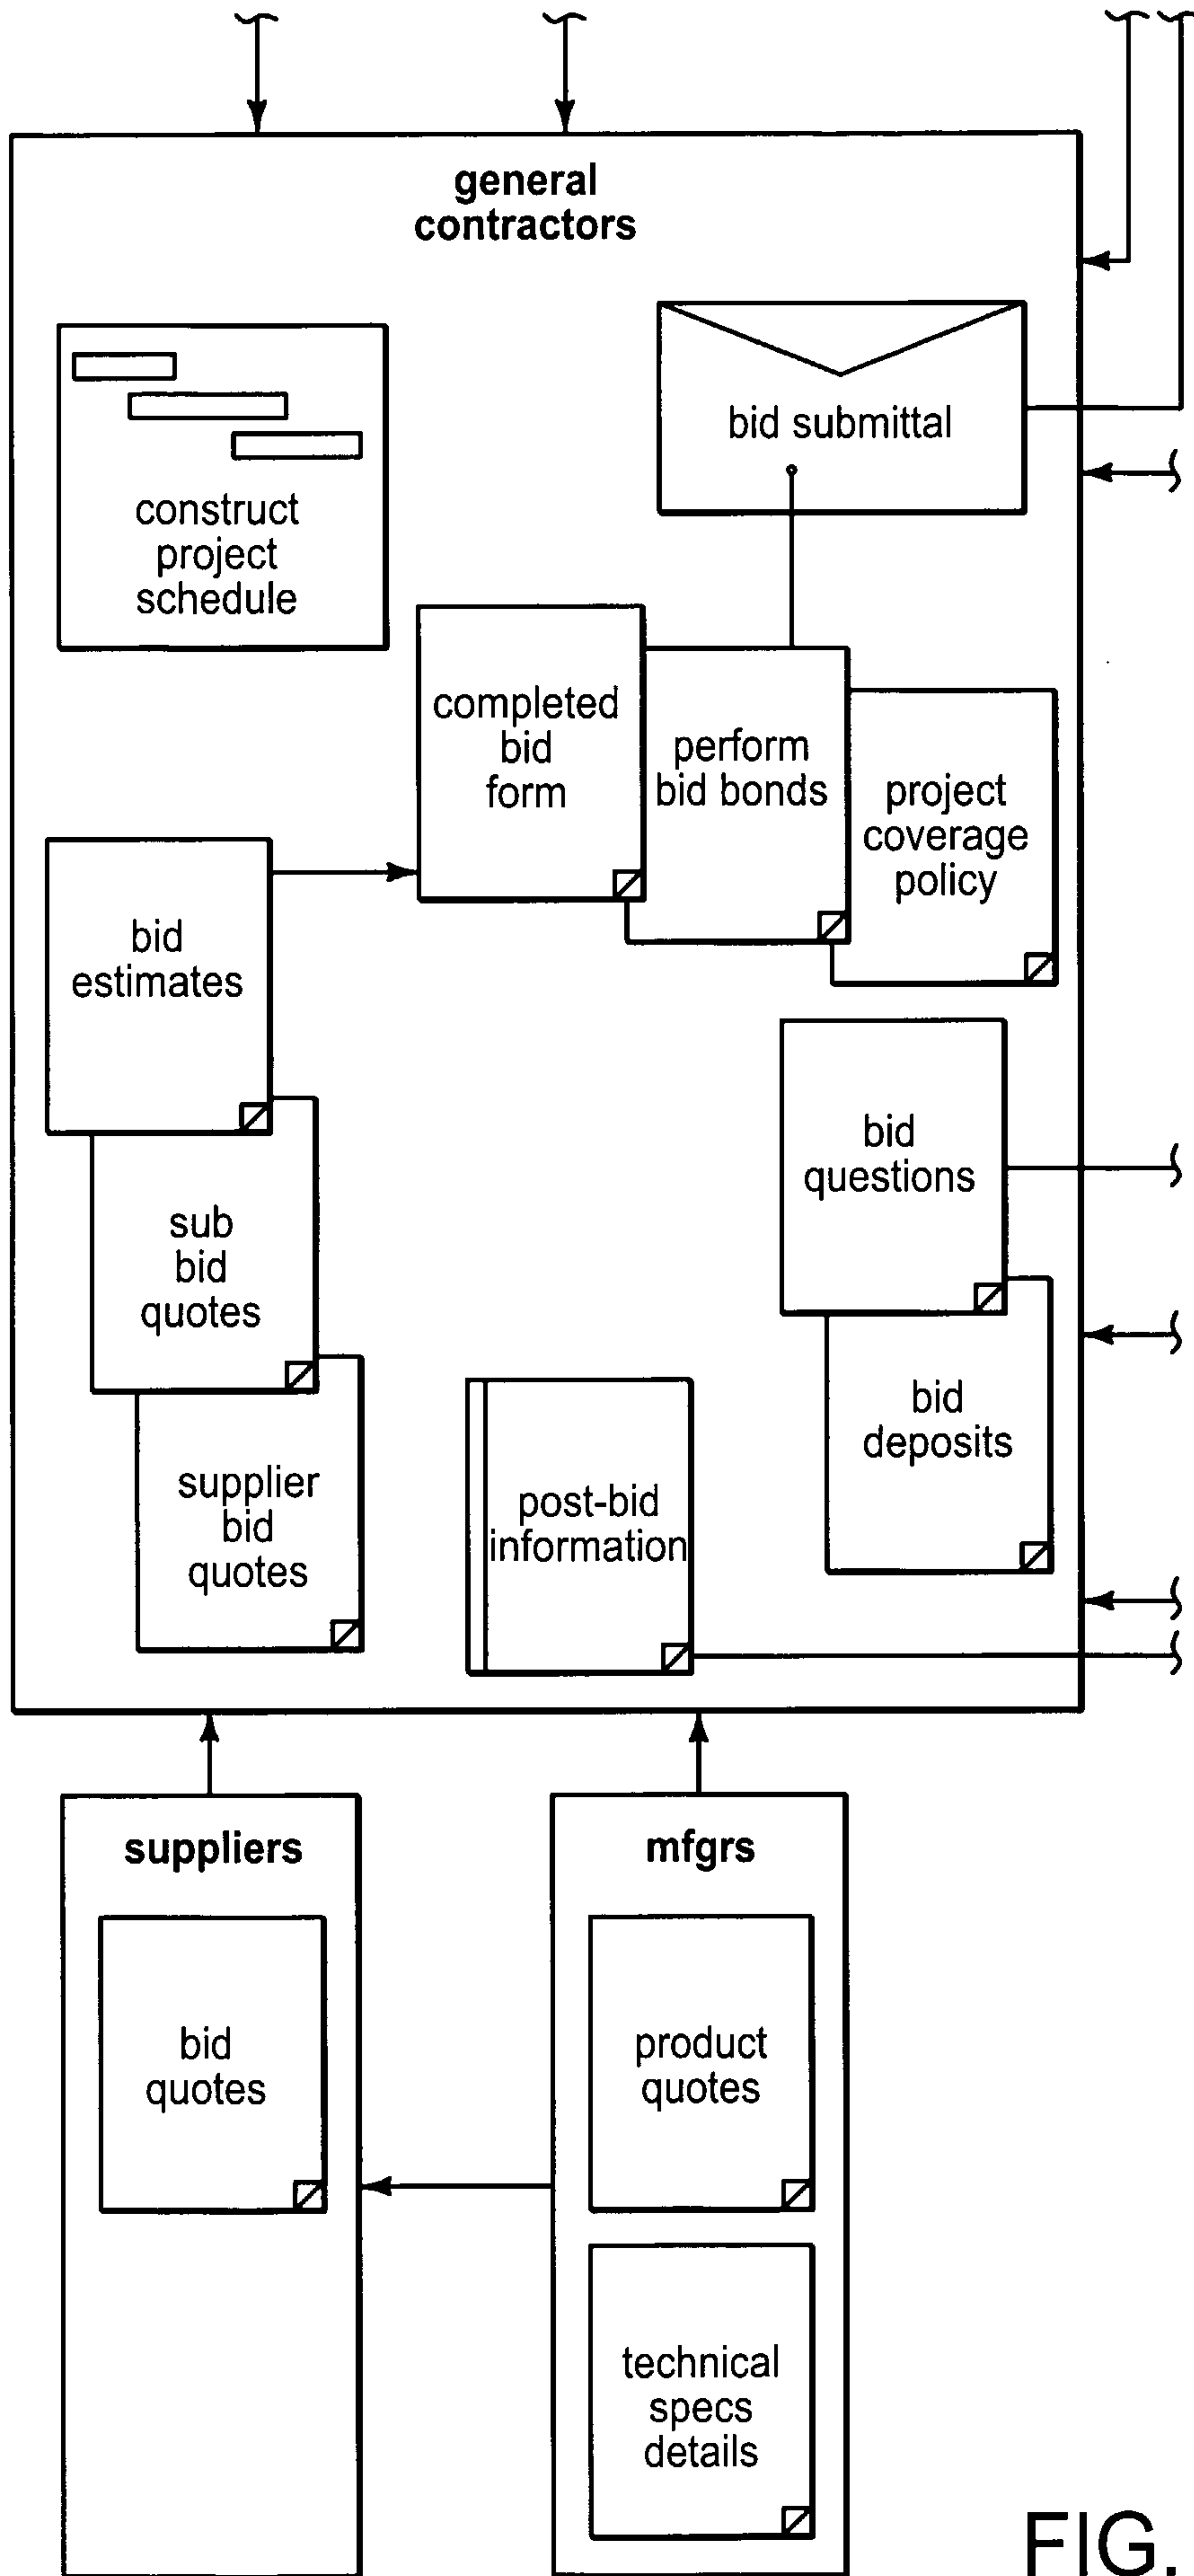 general
contractors
construct
project
schedule
bid submittal
completed
bid
form
perform
bid bonds
project
coverage
policy
bid
estimates
sub
bid
quotes
supplier
bid
quotes
bid
questions
bid
deposits
post-bid
information
suppliers
bid
quotes
mfgrs
product
quotes
technical
specs
details
FIG.